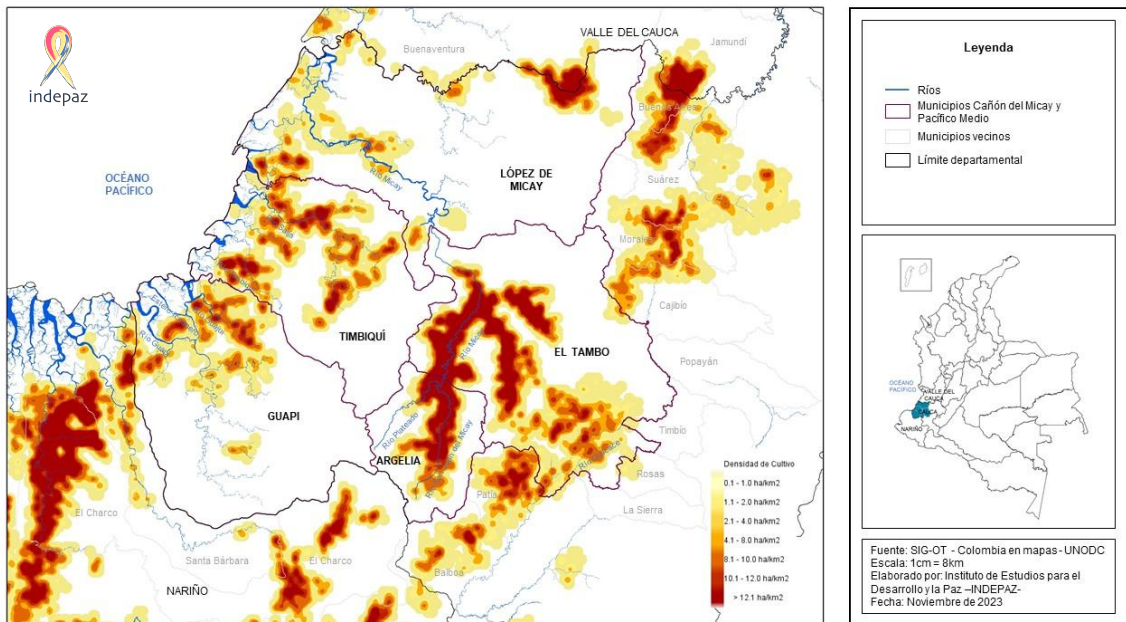 indepaz
VALLE DEL CAUCA
Buenaventura
Jamundí
Buenos Aires
OCÉANO
PACÍFICO
Río Micay
LÓPEZ DE
MICAY
Suárez
Morales
Cajibío
TIMBIQUÍ
Río Micay
EL TAMBO
Popayán
GUAPI
Río Guapi
Río Plateado
ARGELIA
Timbío
Rosas
La Sierra
Patía
El Charco
Santa Bárbara
El Charco
Balboa
NARIÑO
Densidad de Cultivo
0.1 - 1.0 ha/km2
1.1 - 2.0 ha/km2
2.1 - 4.0 ha/km2
4.1 - 8.0 ha/km2
8.1 - 10.0 ha/km2
10.1 - 12.0 ha/km2
> 12.1 ha/km2
Leyenda
Ríos
Municipios Cañón del Micay y
Pacífico Medio
Municipios vecinos
Límite departamental
OCÉANO
PACÍFICO
VALLE DEL
CAUCA
CAUCA
NARIÑO
Fuente: SIG-OT - Colombia en mapas - UNODC
Escala: 1cm = 8km
Elaborado por: Instituto de Estudios para el
Desarrollo y la Paz –INDEPAZ-
Fecha: Noviembre de 2023